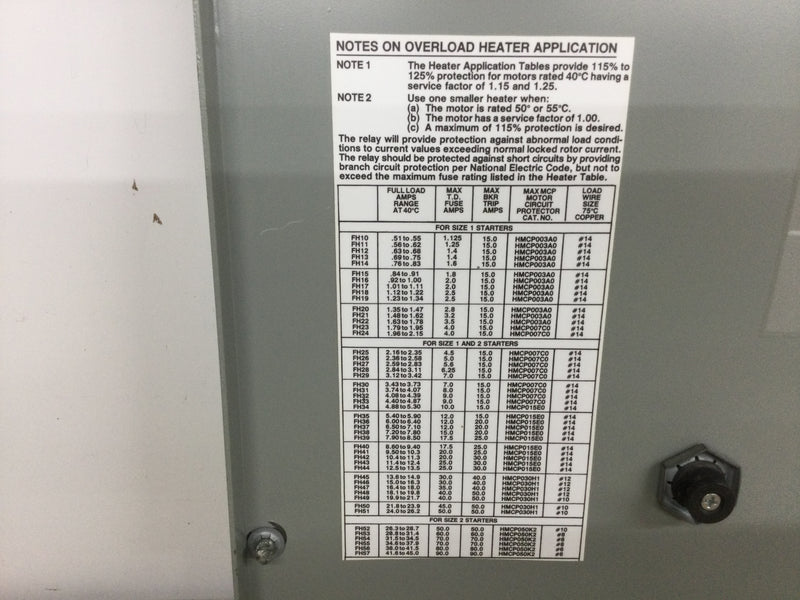 NOTES ON OVERLOAD HEATER APPLICATION
NOTE 1 The Heater Application Tables provide 115% to
125% protection for motors rated 40°C having a
service factor of 1.15 and 1.25.
NOTE 2 Use one smaller heater when:
(a) The motor is rated 50° or 55°C.
(b) The motor has a service factor of 1.00.
(c) A maximum of 115% protection is desired.
The relay will provide protection against abnormal load condi-
tions to current values exceeding normal locked rotor current.
The relay should be protected against short circuits by providing
branch circuit protection per National Electric Code, but not to
exceed the maximum fuse rating listed in the Heater Table.
FULL LOAD AMPS RANGE AT 40°C MAX T.D. FUSE AMPS MAX BKR TRIP AMPS MAX MCP MOTOR CIRCUIT PROTECTOR CAT. NO. LOAD WIRE SIZE 75°C COPPER
FOR SIZE 1 STARTERS
FH10 .51 to .55 1.125 15.0 HMCP003A0 #14
FH11 .56 to .62 1.25 15.0 HMCP003A0 #14
FH12 .63 to .68 1.4 15.0 HMCP003A0 #14
FH13 .69 to .75 1.4 15.0 HMCP003A0 #14
FH14 .76 to .83 1.6 15.0 HMCP003A0 #14
FH15 .84 to .91 1.8 15.0 HMCP003A0 #14
FH16 .92 to 1.00 2.0 15.0 HMCP003A0 #14
FH17 1.01 to 1.11 2.0 15.0 HMCP003A0 #14
FH18 1.12 to 1.22 2.5 15.0 HMCP003A0 #14
FH19 1.23 to 1.34 2.5 15.0 HMCP003A0 #14
FH20 1.35 to 1.47 2.8 15.0 HMCP003A0 #14
FH21 1.48 to 1.62 3.2 15.0 HMCP003A0 #14
FH22 1.63 to 1.78 3.5 15.0 HMCP003A0 #14
FH23 1.79 to 1.95 4.0 15.0 HMCP007C0 #14
FH24 1.96 to 2.15 4.0 15.0 HMCP007C0 #14
FOR SIZE 1 AND 2 STARTERS
FH25 2.16 to 2.35 4.5 15.0 HMCP007C0 #14
FH26 2.36 to 2.58 5.0 15.0 HMCP007C0 #14
FH27 2.59 to 2.83 5.6 15.0 HMCP007C0 #14
FH28 2.84 to 3.11 6.25 15.0 HMCP007C0 #14
FH29 3.12 to 3.42 7.0 15.0 HMCP007C0 #14
FH30 3.43 to 3.73 7.0 15.0 HMCP007C0 #14
FH31 3.74 to 4.07 8.0 15.0 HMCP007C0 #14
FH32 4.08 to 4.39 9.0 15.0 HMCP007C0 #14
FH33 4.40 to 4.87 9.0 15.0 HMCP007C0 #14
FH34 4.88 to 5.30 10.0 15.0 HMCP015E0 #14
FH35 5.40 to 5.90 12.0 15.0 HMCP015E0 #14
FH36 6.00 to 6.40 12.0 20.0 HMCP015E0 #14
FH37 6.50 to 7.10 12.0 20.0 HMCP015E0 #14
FH38 7.20 to 7.80 15.0 20.0 HMCP015E0 #14
FH39 7.90 to 8.50 17.5 25.0 HMCP015E0 #14
FH40 8.60 to 9.40 17.5 25.0 HMCP015E0 #14
FH41 9.50 to 10.3 20.0 25.0 HMCP015E0 #14
FH42 10.4 to 11.3 20.0 30.0 HMCP015E0 #14
FH43 11.4 to 12.4 25.0 30.0 HMCP015E0 #14
FH44 12.5 to 13.5 25.0 30.0 HMCP015E0 #14
FH45 13.6 to 14.9 30.0 40.0 HMCP030H1 #12
FH46 15.0 to 16.3 30.0 40.0 HMCP030H1 #12
FH47 16.4 to 18.0 35.0 40.0 HMCP030H1 #12
FH48 18.1 to 19.8 40.0 50.0 HMCP030H1 #12
FH49 19.9 to 21.7 40.0 50.0 HMCP030H1 #10
FH50 21.8 to 23.9 45.0 50.0 HMCP030H1 #10
FH51 24.0 to 26.2 50.0 50.0 HMCP030H1 #10
FOR SIZE 2 STARTERS
FH52 26.3 to 28.7 50.0 50.0 HMCP050K2 #10
FH53 28.8 to 31.4 60.0 60.0 HMCP050K2 #8
FH54 31.5 to 34.5 70.0 70.0 HMCP050K2 #8
FH55 34.6 to 37.9 70.0 70.0 HMCP050K2 #8
FH56 38.0 to 41.5 80.0 80.0 HMCP050K2 #6
FH57 41.6 to 45.0 90.0 90.0 HMCP050K2 #6